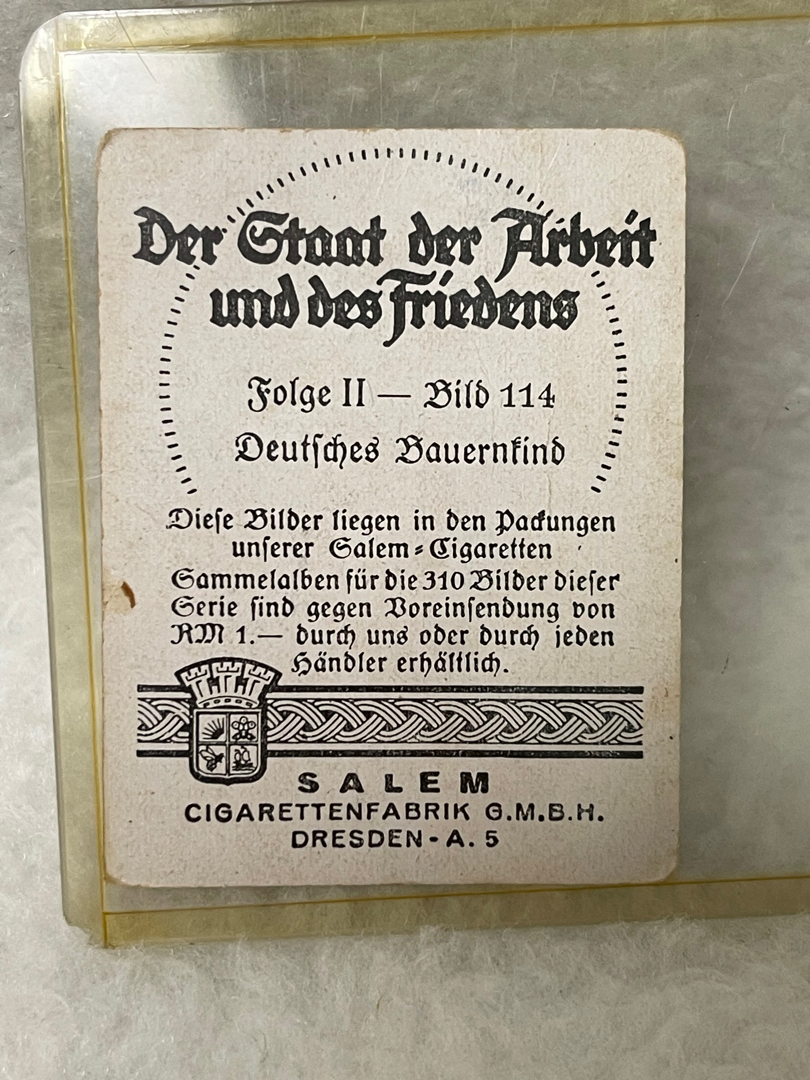 Der Staat der Arbeit
und des Friedens
Folge II — Bild 114
Deutſches Bauernkind
Dieſe Bilder liegen in den Packungen
unſerer Salem-Cigaretten
Sammelalben für die 310 Bilder dieſer
Serie ſind gegen Voreinſendung von
RM 1.— durch uns oder durch jeden
Händler erhältlich.
SALEM
CIGARETTENFABRIK G.M.B.H.
DRESDEN-A. 5